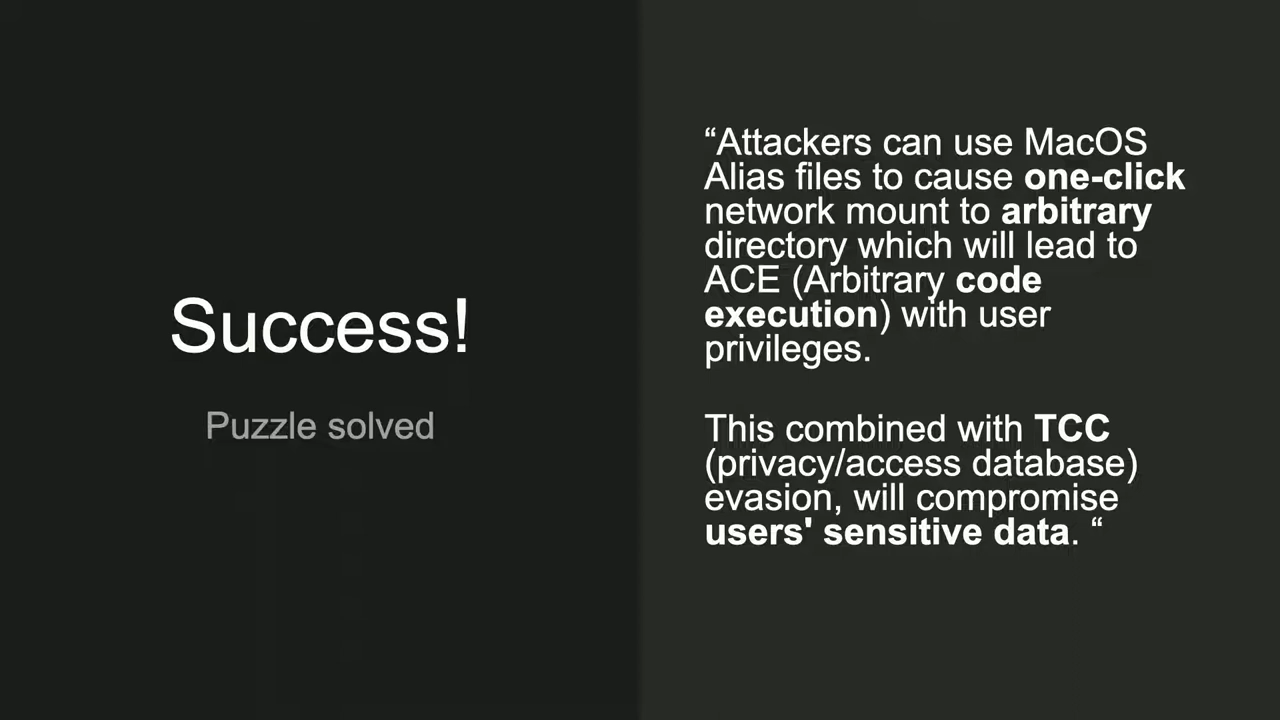 Success!
Puzzle solved
“Attackers can use MacOS
Alias files to cause one-click
network mount to arbitrary
directory which will lead to
ACE (Arbitrary code
execution) with user
privileges.
This combined with TCC
(privacy/access database)
evasion, will compromise
users' sensitive data. “